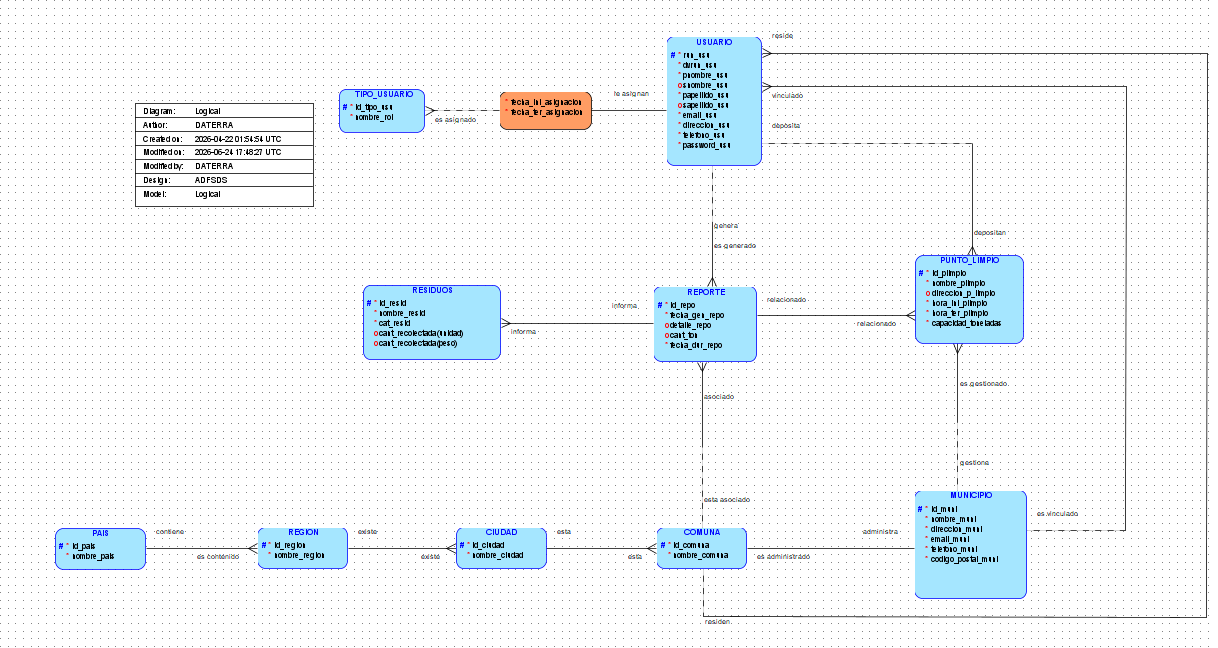 Diagram: Logical
Author: DATERRA
Created on: 2026-04-22 01:54:54 UTC
Modified on: 2026-06-24 17:48:27 UTC
Modified by: DATERRA
Design: ADFSDS
Model: Logical
TIPO_USUARIO
# * id_tipo_usu
* nombre_rol
es asignado
* fecha_ini_asignacion
* fecha_ter_asignacion
le asignan
USUARIO
# * run_usu
* dvrun_usu
* pnombre_usu
o snombre_usu
* papellido_usu
o sapellido_usu
* email_usu
* direccion_usu
* telefono_usu
* password_usu
reside
vinculado
deposita
depositan
genera
es generado
RESIDUOS
# * id_resid
* nombre_resid
* cat_resid
o cant_recolectada(unidad)
o cant_recolectada(peso)
informa
informa
REPORTE
# * id_repo
* fecha_gen_repo
o detalle_repo
o cant_ton
* fecha_dur_repo
relacionado
relacionado
PUNTO_LIMPIO
# * id_plimpio
* nombre_plimpio
o direccion_p_limpio
* hora_ini_plimpio
* hora_ter_plimpio
* capacidad_toneladas
es gestionado
gestiona
asociado
esta asociado
MUNICIPIO
# * id_muni
* nombre_muni
* direccion_muni
* email_muni
* telefono_muni
* codigo_postal_muni
es vinculado
PAIS
# * id_pais
* nombre_pais
contiene
es contenido
REGION
# * id_region
* nombre_region
existe
existe
CIUDAD
# * id_ciudad
* nombre_ciudad
esta
esta
COMUNA
# * id_comuna
* nombre_comuna
administra
es administrado
residen